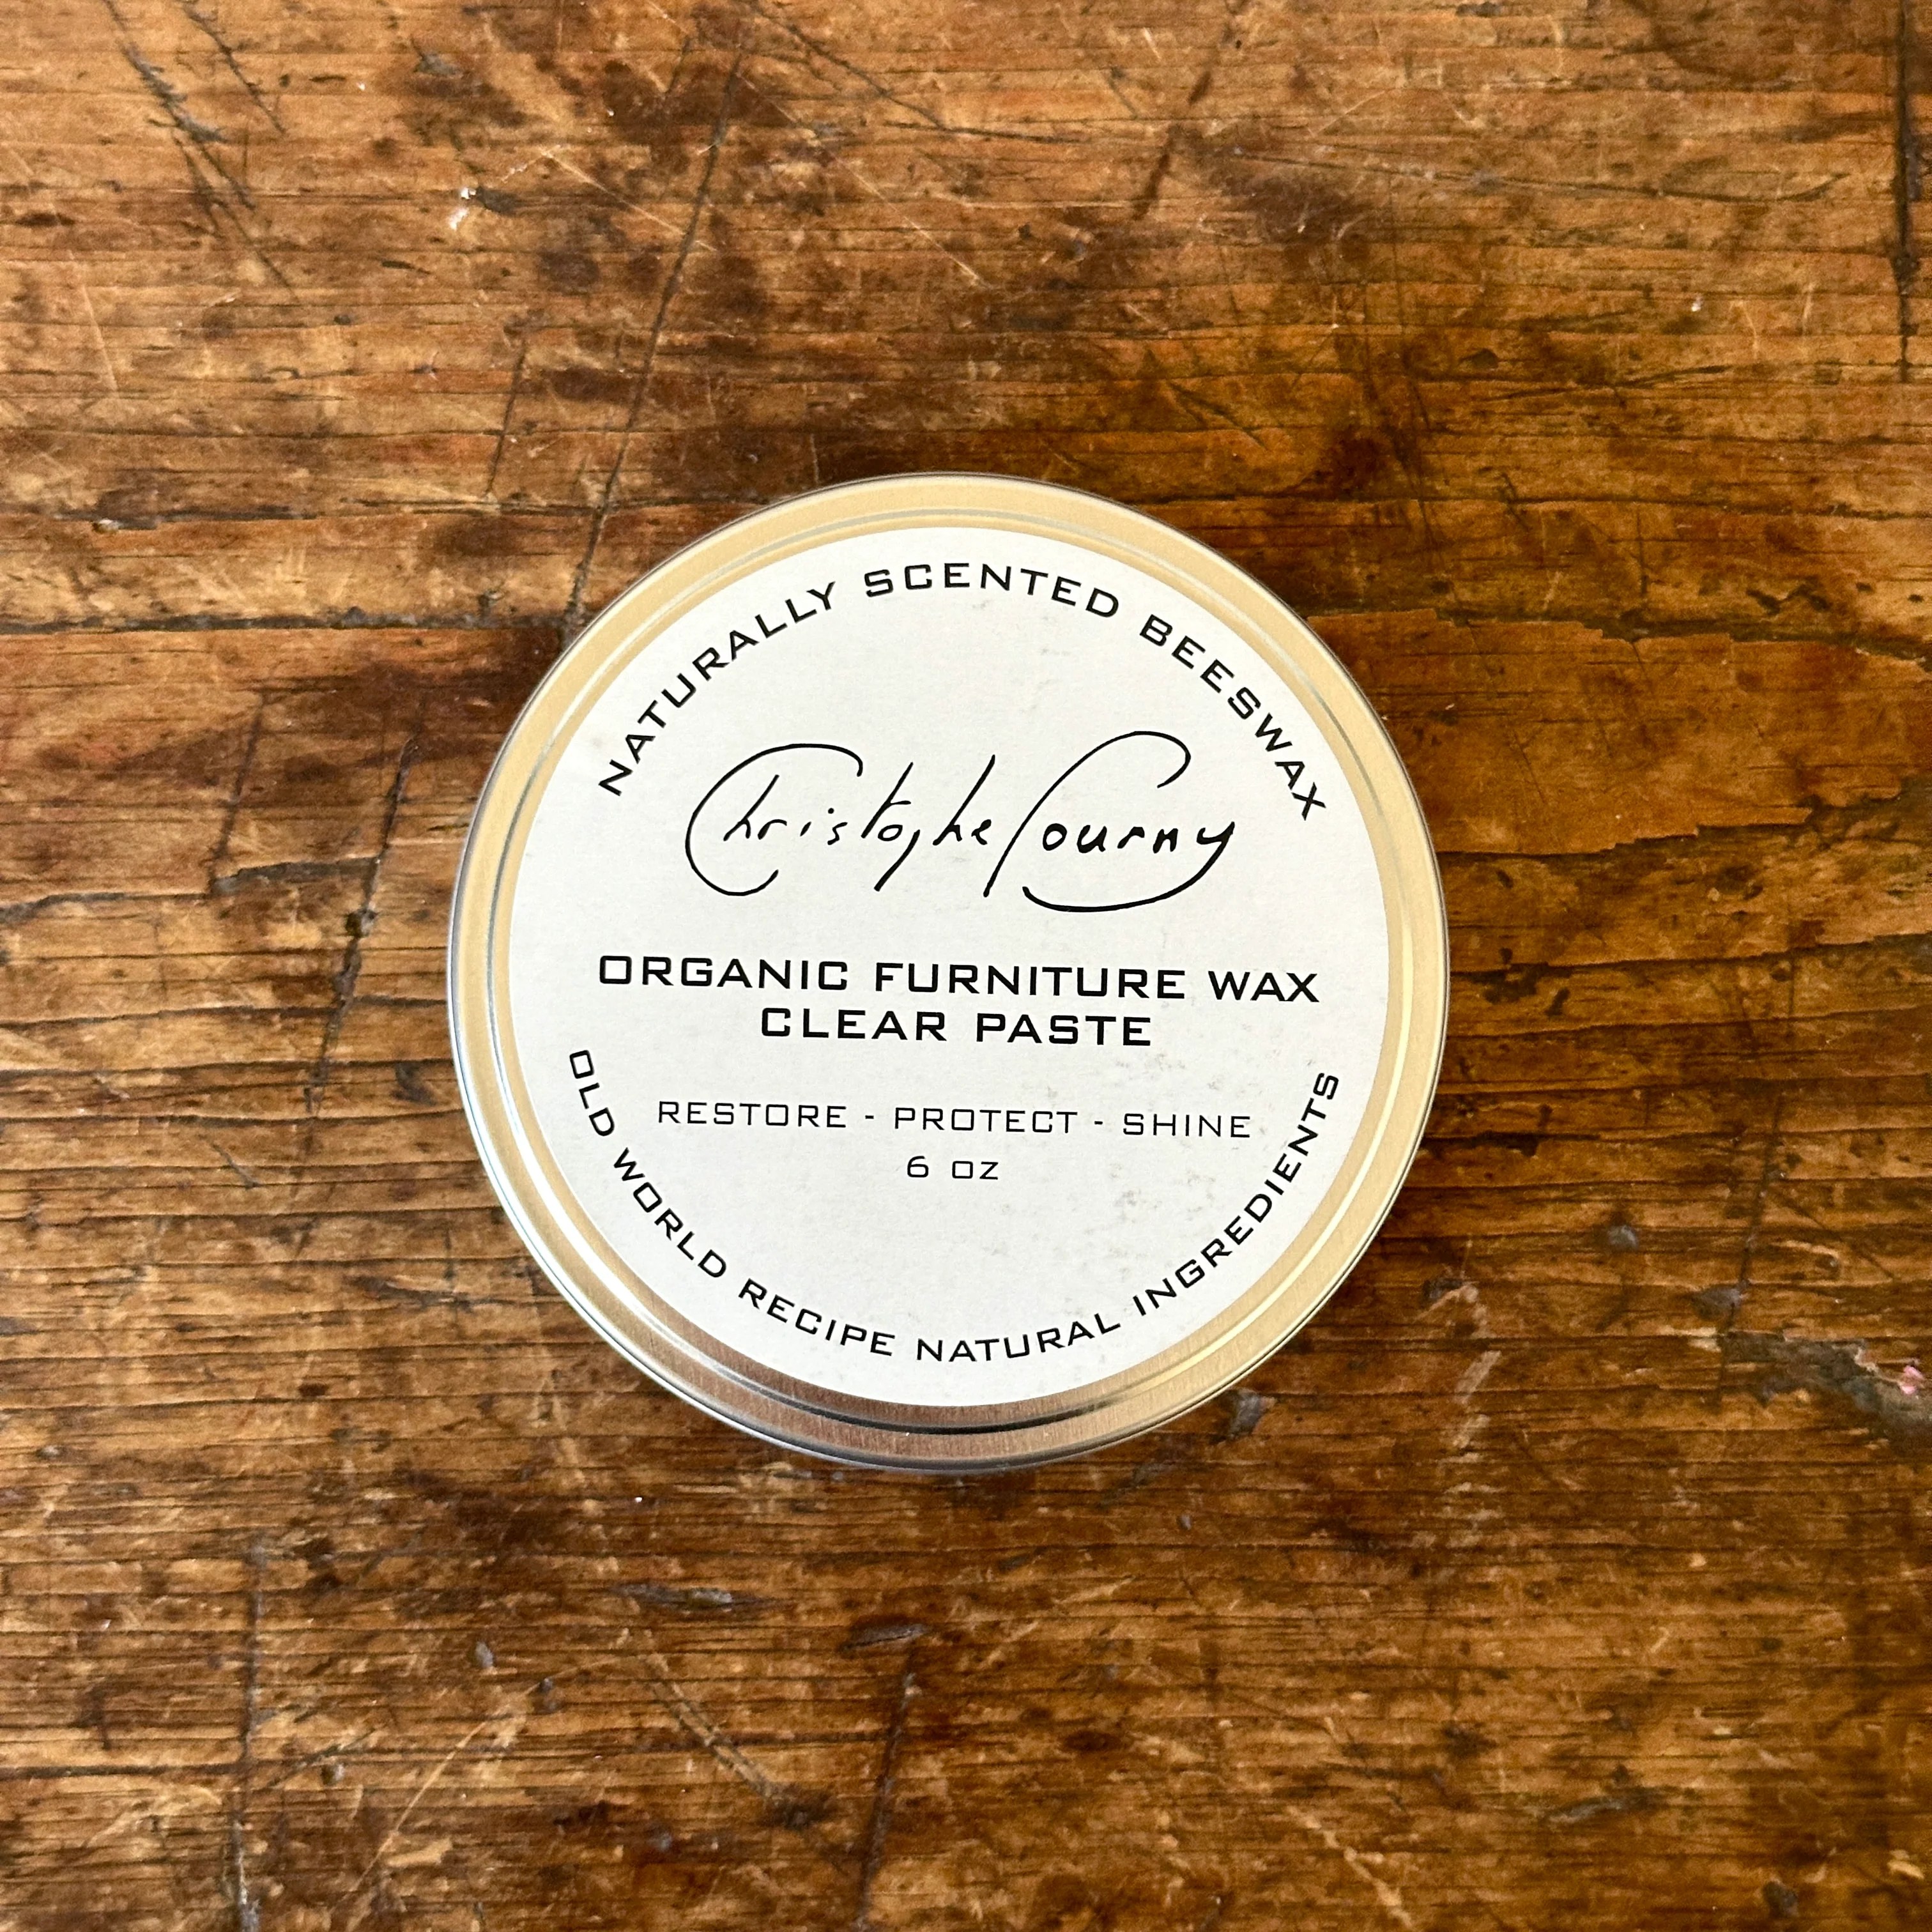 NATURALLY SCENTED BEESWAX
Christophe Pourny
ORGANIC FURNITURE WAX
CLEAR PASTE
RESTORE - PROTECT - SHINE
6 OZ
OLD WORLD RECIPE NATURAL INGREDIENTS